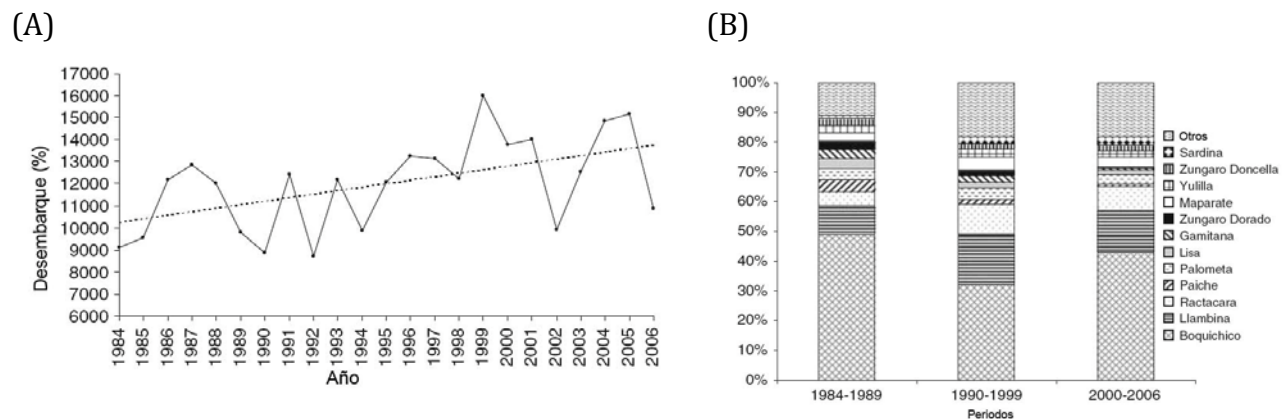 (A)
(B)
17000
16000
15000
14000
13000
12000
11000
10000
9000
8000
7000
6000
Desembarque (%)
1984
1985
1986
1987
1988
1989
1990
1991
1992
1993
1994
1995
1996
1997
1998
1999
2000
2001
2002
2003
2004
2005
2006
Año
100%
90%
80%
70%
60%
50%
40%
30%
20%
10%
0%
1984-1989
1990-1999
2000-2006
Periodos
Otros
Sardina
Zungaro Doncella
Yulilla
Maparate
Zungaro Dorado
Gamitana
Lisa
Palometa
Paiche
Ractacara
Llambina
Boquichico